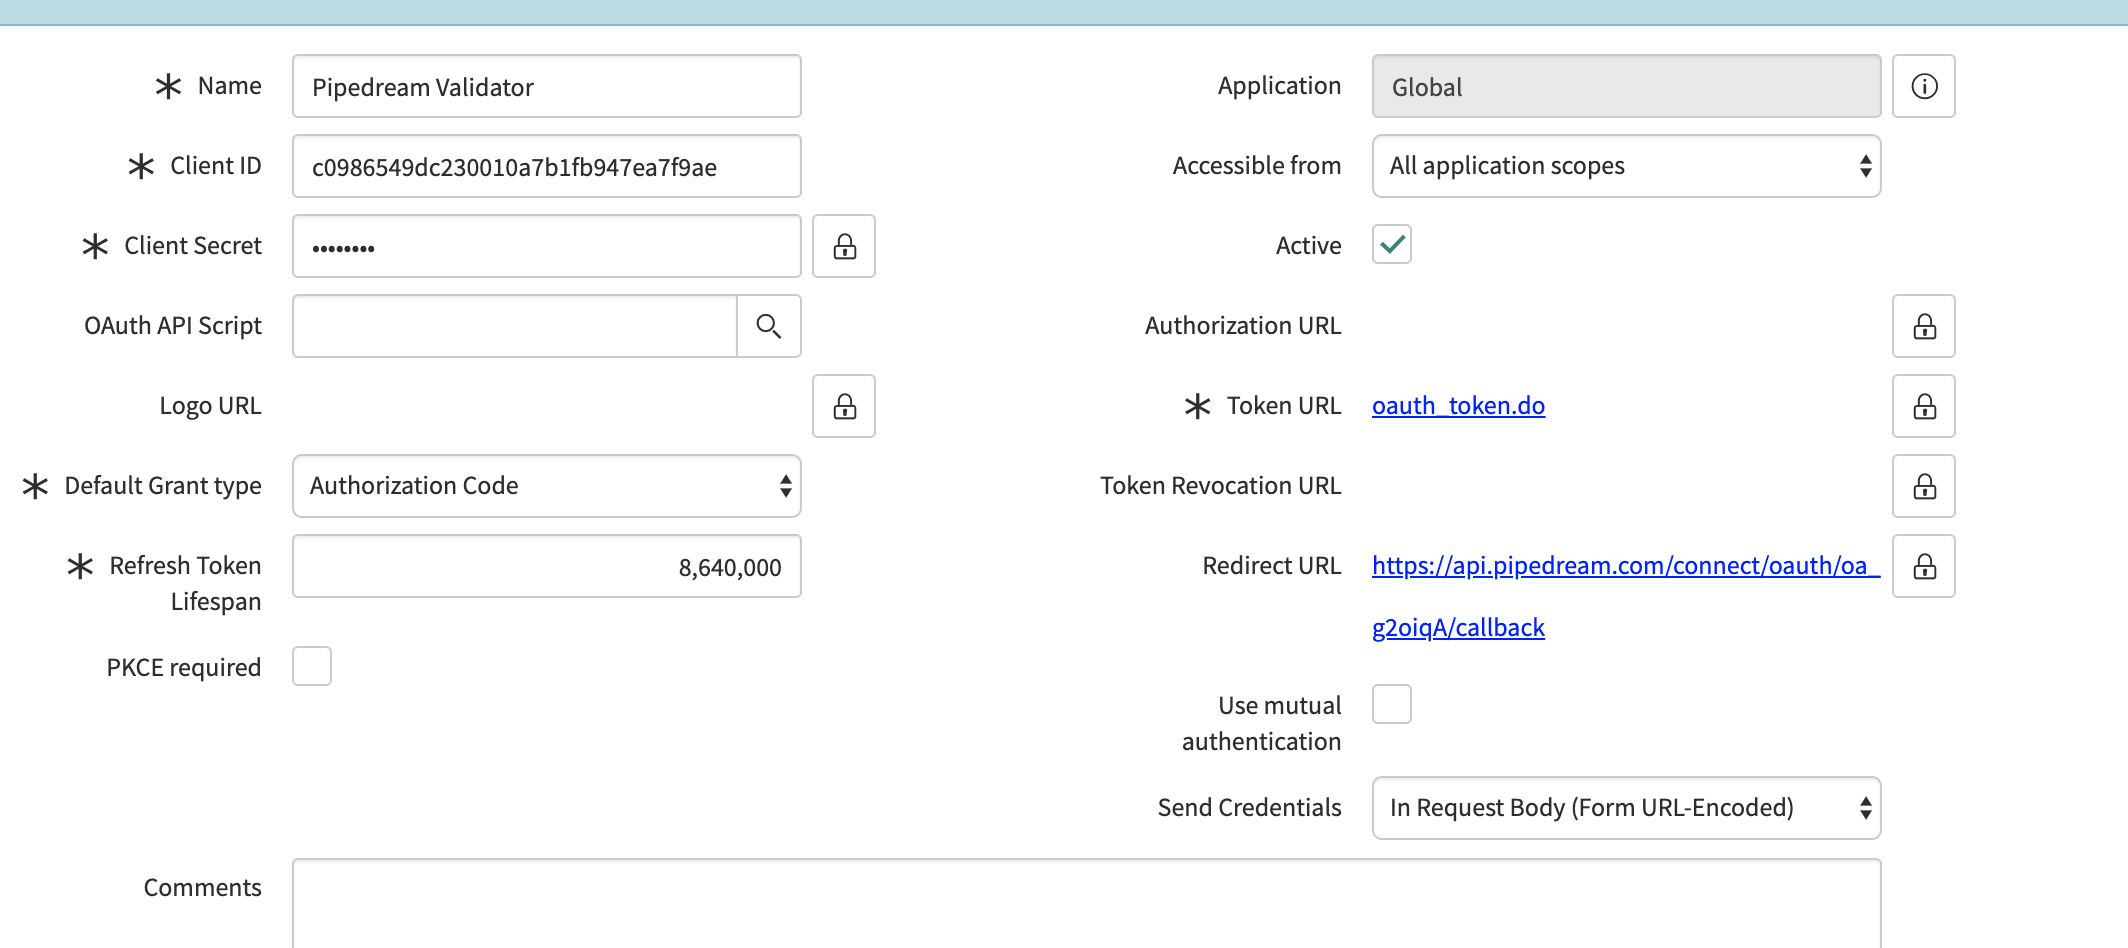 Name
Pipedream Validator
Client ID
c0986549dc230010a7b1fb947ea7f9ae
Client Secret
••••••••
OAuth API Script
Logo URL
Default Grant type
Authorization Code
Refresh Token
Lifespan
8,640,000
PKCE required
Application
Global
Accessible from
All application scopes
Active
Authorization URL
Token URL
oauth_token.do
Token Revocation URL
Redirect URL
https://api.pipedream.com/connect/oauth/oa_
g2oiqA/callback
Use mutual
authentication
Send Credentials
In Request Body (Form URL-Encoded)
Comments